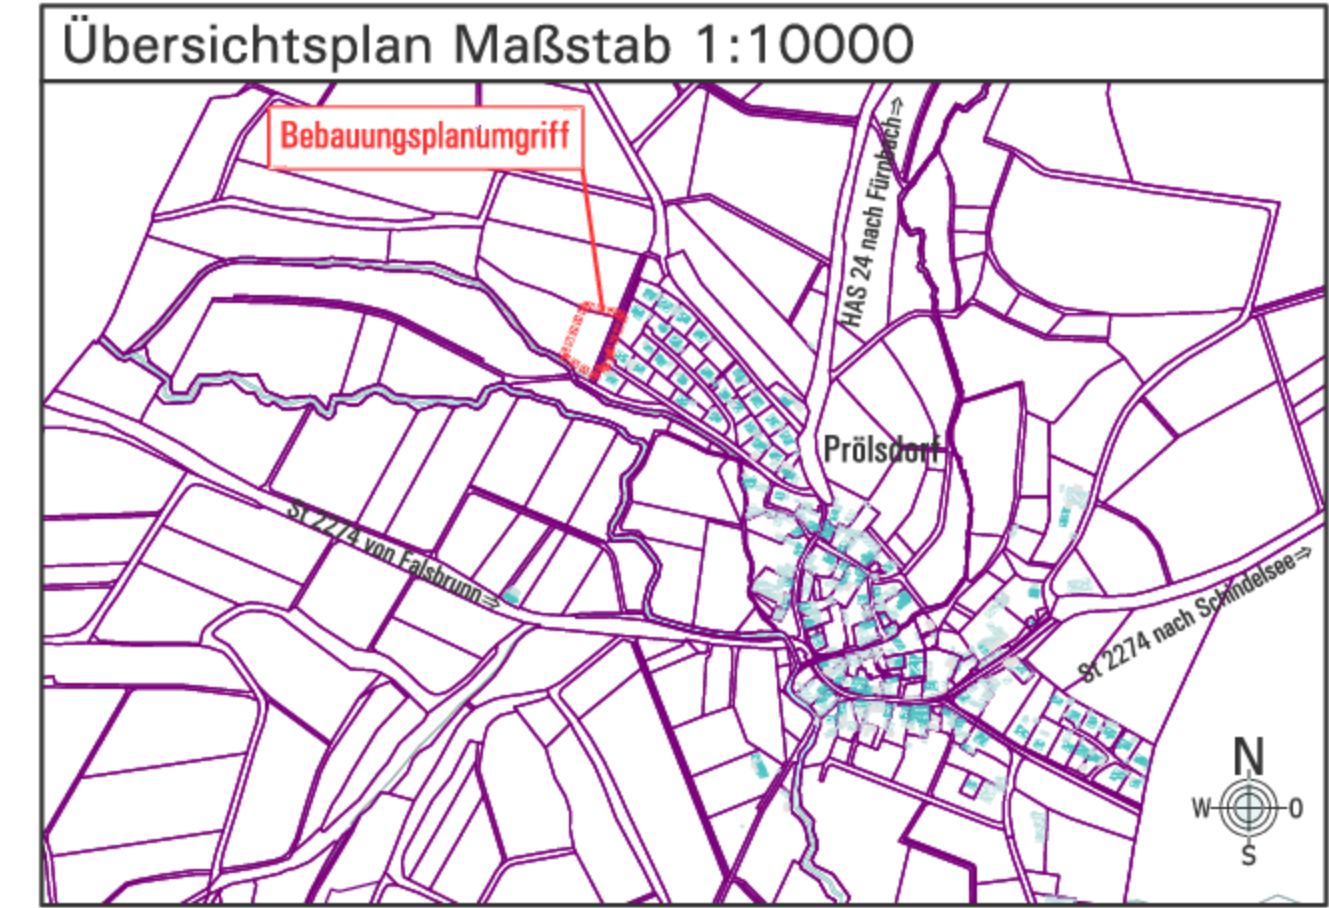 Übersichtsplan Maßstab 1:10000
Bebauungsplanumgriff
HAS 24 nach Fürnbach⇒
Prölsdorf
St 2274 von Falsbrunn⇒
St 2274 nach Schindelsee⇒
N
W O
S